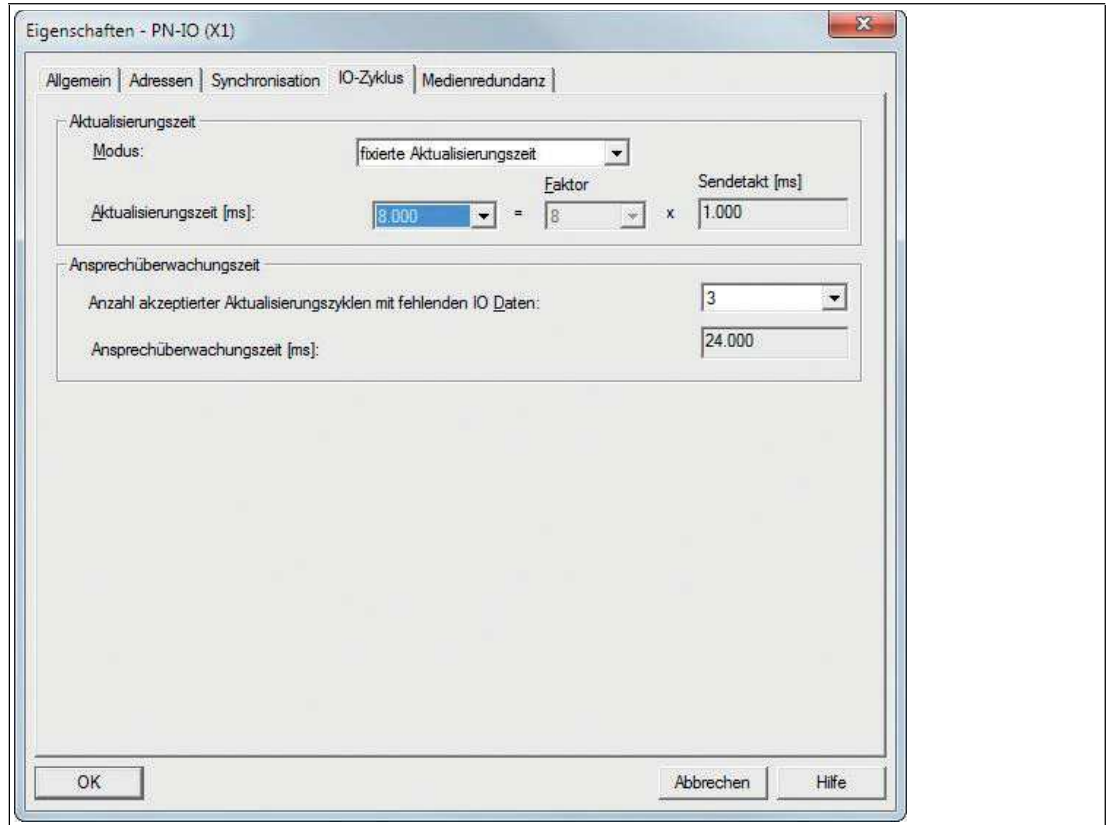 Eigenschaften - PN-IO (X1)
Allgemein Adressen Synchronisation IO-Zyklus Medienredundanz
Aktualisierungszeit
Modus: fixierte Aktualisierungszeit
Faktor Sendetakt [ms]
Aktualisierungszeit [ms]: 8.000 = 8 x 1.000
Ansprechüberwachungszeit
Anzahl akzeptierter Aktualisierungszyklen mit fehlenden IO Daten: 3
Ansprechüberwachungszeit [ms]: 24.000
OK Abbrechen Hilfe